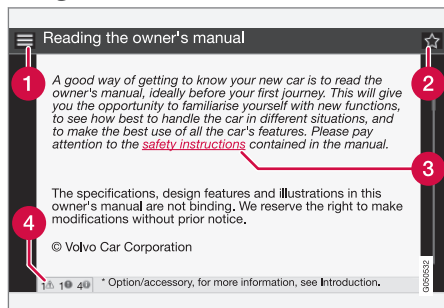 Reading the owner's manual
1
2
A good way of getting to know your new car is to read the
owner's manual, ideally before your first journey. This will give
you the opportunity to familiarise yourself with new functions,
to see how best to handle the car in different situations, and
to make the best use of all the car's features. Please pay
attention to the safety instructions contained in the manual.
3
The specifications, design features and illustrations in this
owner's manual are not binding. We reserve the right to make
modifications without prior notice.
4
© Volvo Car Corporation
1 1 4 * Option/accessory, for more information, see Introduction.
G050532